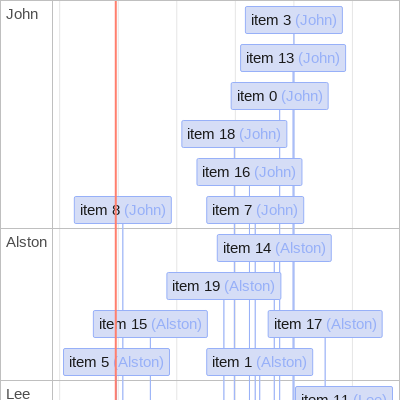 John
item 3 (John)
item 13 (John)
item 0 (John)
item 18 (John)
item 16 (John)
item 8 (John) item 7 (John)
Alston
item 14 (Alston)
item 19 (Alston)
item 15 (Alston) item 17 (Alston)
item 5 (Alston) item 1 (Alston)
Lee
item 11 (Lee)